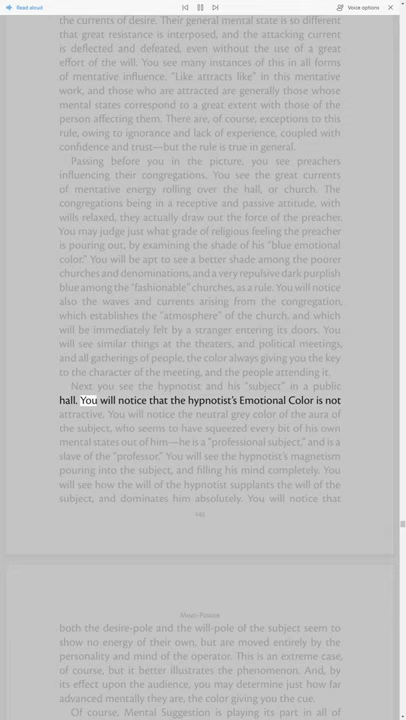 Read aloud
Voice options
the currents of desire. Their general mental state is so different
that great resistance is interposed, and the attacking current
is deflected and defeated, even without the use of a great
effort of the will. You see many instances of this in all forms
of mentative influence. "Like attracts like" in this mentative
work, and those who are attracted are generally those whose
mental states correspond to a great extent with those of the
person affecting them. There are, of course, exceptions to this
rule, owing to ignorance and lack of experience, coupled with
confidence and trust—but the rule is true in general.
Passing before you in the picture, you see preachers
influencing their congregations. You see the great currents
of mentative energy rolling over the hall, or church. The
congregations being in a receptive and passive attitude, with
wills relaxed, they actually draw out the force of the preacher.
You may judge just what grade of religious feeling the preacher
is pouring out, by examining the shade of his "blue emotional
color." You will be apt to see a better shade among the poorer
churches and denominations, and a very repulsive dark purplish
blue among the "fashionable" churches, as a rule. You will notice
also the waves and currents arising from the congregation,
which establishes the "atmosphere" of the church, and which
will be immediately felt by a stranger entering its doors. You
will see similar things at the theaters, and political meetings,
and all gatherings of people, the color always giving you the key
to the character of the meeting, and the people attending it.
Next you see the hypnotist and his "subject" in a public
hall. You will notice that the hypnotist's Emotional Color is not
attractive. You will notice the neutral grey color of the aura of
the subject, who seems to have squeezed every bit of his own
mental states out of him—he is a "professional subject," and is a
slave of the "professor." You will see the hypnotist's magnetism
pouring into the subject, and filling his mind completely. You
will see how the will of the hypnotist supplants the will of the
subject, and dominates him absolutely. You will notice that
Mind-Power
both the desire-pole and the will-pole of the subject seem to
show no energy of their own, but are moved entirely by the
personality and mind of the operator. This is an extreme case,
of course, but it better illustrates the phenomenon. And, by
its effect upon the audience, you may determine just how far
advanced mentally they are, the color giving you the cue.
Of course, Mental Suggestion is playing its part in all of